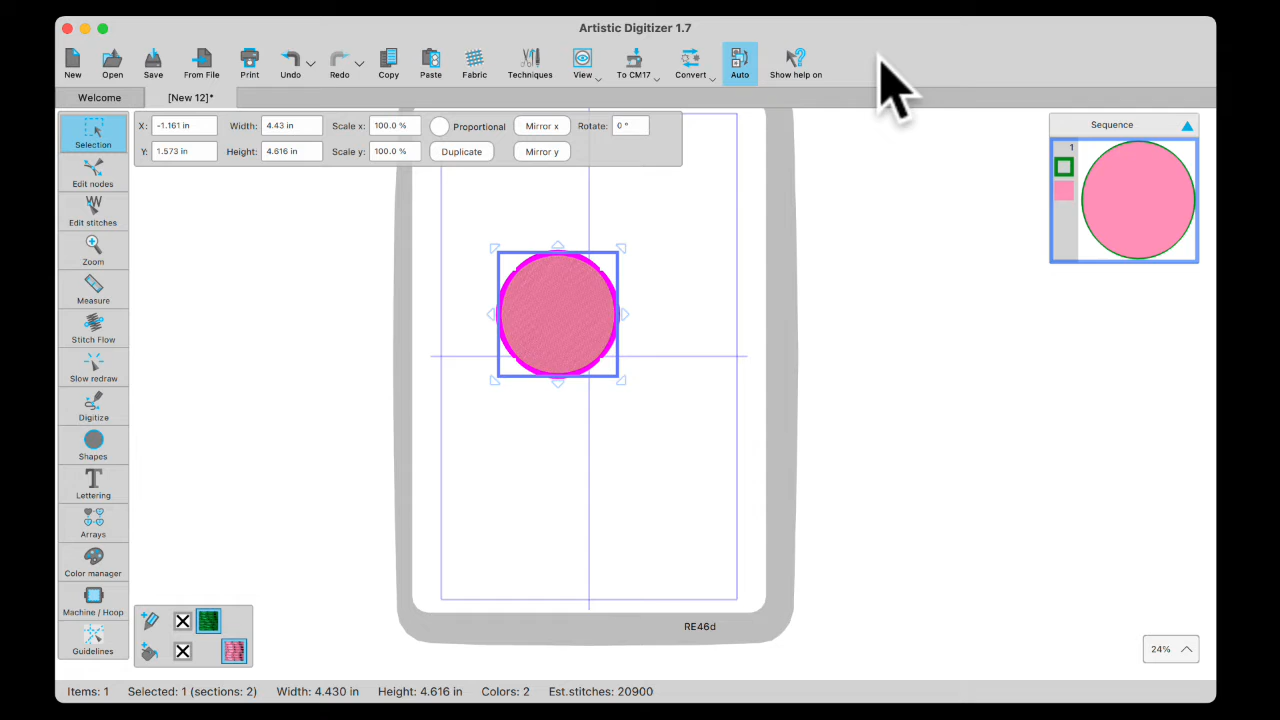 Artistic Digitizer 1.7
New Open Save From File Print Undo Redo Copy Paste Fabric Techniques View To CM17 Convert Auto Show help on
Welcome [New 12]*
X: -1.161 in Width: 4.43 in Scale x: 100.0 % Proportional Mirror x Rotate: 0 °
Y: 1.573 in Height: 4.616 in Scale y: 100.0 % Duplicate Mirror y
Sequence
1
Selection
Edit nodes
Edit stitches
Zoom
Measure
Stitch Flow
Slow redraw
Digitize
Shapes
Lettering
Arrays
Color manager
Machine / Hoop
Guidelines
RE46d
24%
Items: 1 Selected: 1 (sections: 2) Width: 4.430 in Height: 4.616 in Colors: 2 Est.stitches: 20900